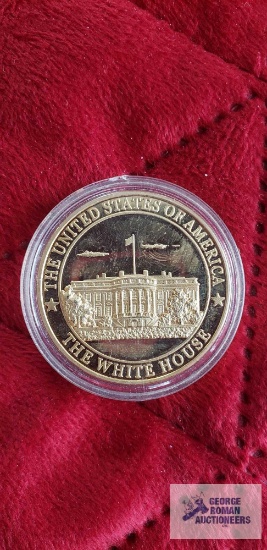 THE UNITED STATES OF AMERICA
THE WHITE HOUSE
GEORGE
ROMAN
AUCTIONEERS